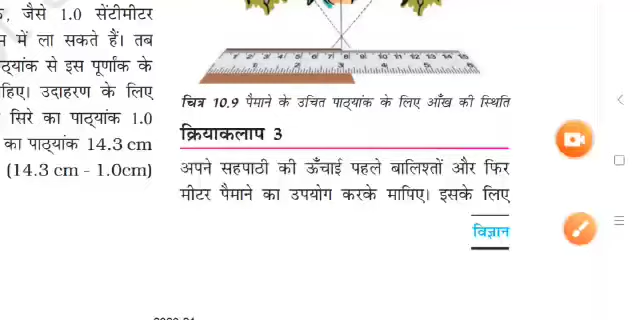 जैसे 1.0 सेंटीमीटर
में ला सकते हैं। तब
से इस पूर्णांक के
उदाहरण के लिए
सिरे का पाठ्यांक 1.0
का पाठ्यांक 14.3 cm
(14.3 cm - 1.0cm)
चित्र 10.9 पैमाने के उचित पाठ्यांक के लिए आँख की स्थिति
क्रियाकलाप 3
अपने सहपाठी की ऊँचाई पहले बालिश्तों और फिर
मीटर पैमाने का उपयोग करके मापिए। इसके लिए
विज्ञान